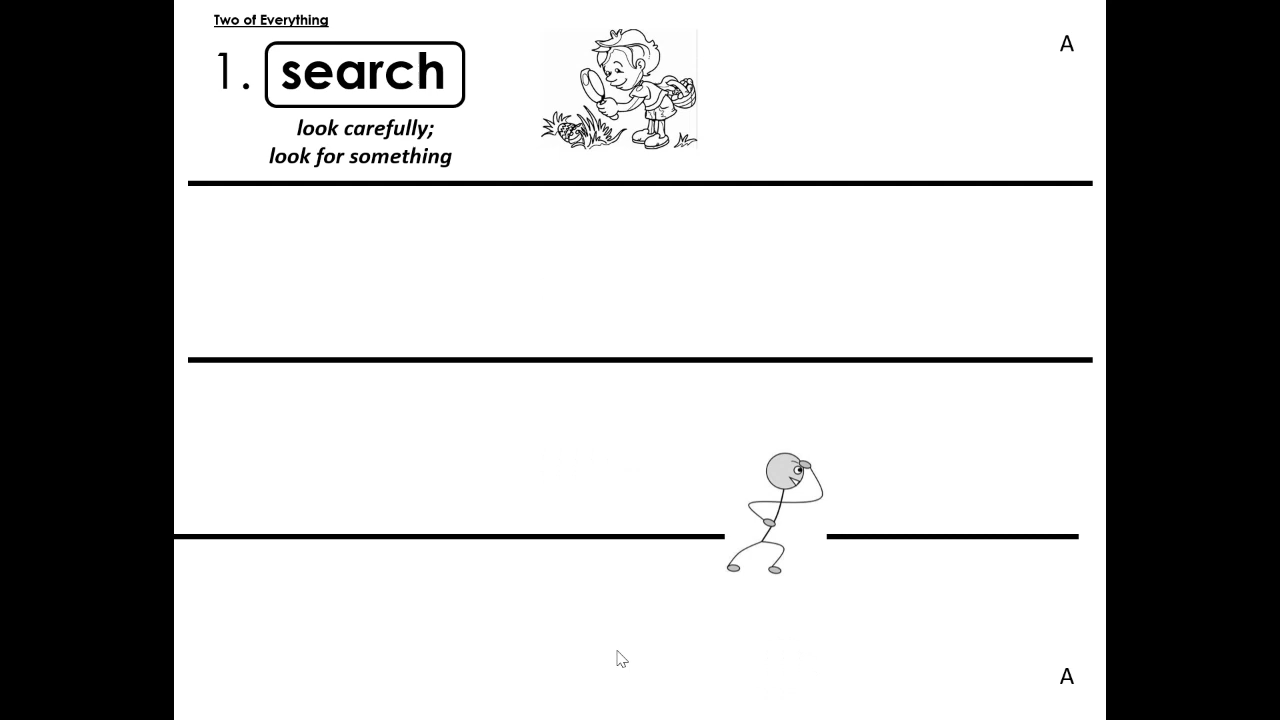 Two of Everything
A
1. search
look carefully;
look for something
A